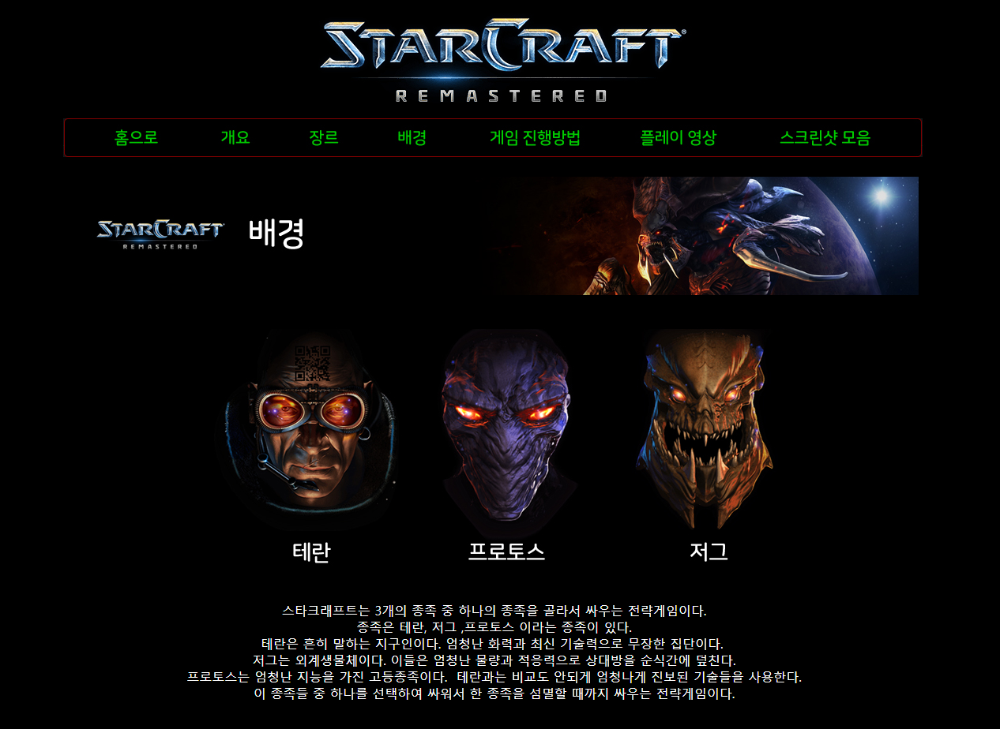 STARCRAFT
REMASTERED
홈으로 개요 장르 배경 게임 진행방법 플레이 영상 스크린샷 모음
STARCRAFT
REMASTERED
배경
테란 프로토스 저그
스타크래프트는 3개의 종족 중 하나의 종족을 골라서 싸우는 전략게임이다.
종족은 테란, 저그 ,프로토스 이라는 종족이 있다.
테란은 흔히 말하는 지구인이다. 엄청난 화력과 최신 기술력으로 무장한 집단이다.
저그는 외계생물체이다. 이들은 엄청난 물량과 적응력으로 상대방을 순식간에 덮친다.
프로토스는 엄청난 지능을 가진 고등종족이다.  테란과는 비교도 안되게 엄청나게 진보된 기술들을 사용한다.
이 종족들 중 하나를 선택하여 싸워서 한 종족을 섬멸할 때까지 싸우는 전략게임이다.